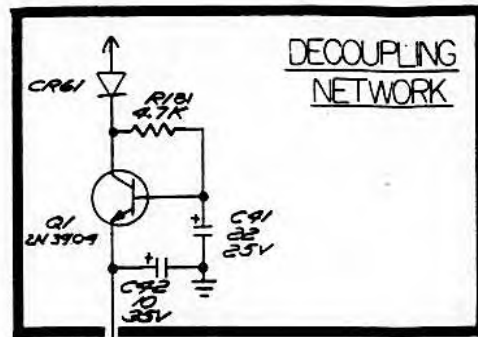 DECOUPLING
NETWORK
CR61
R181
4.7K
Q1
2N3904
C41
22
25V
C42
10
35V